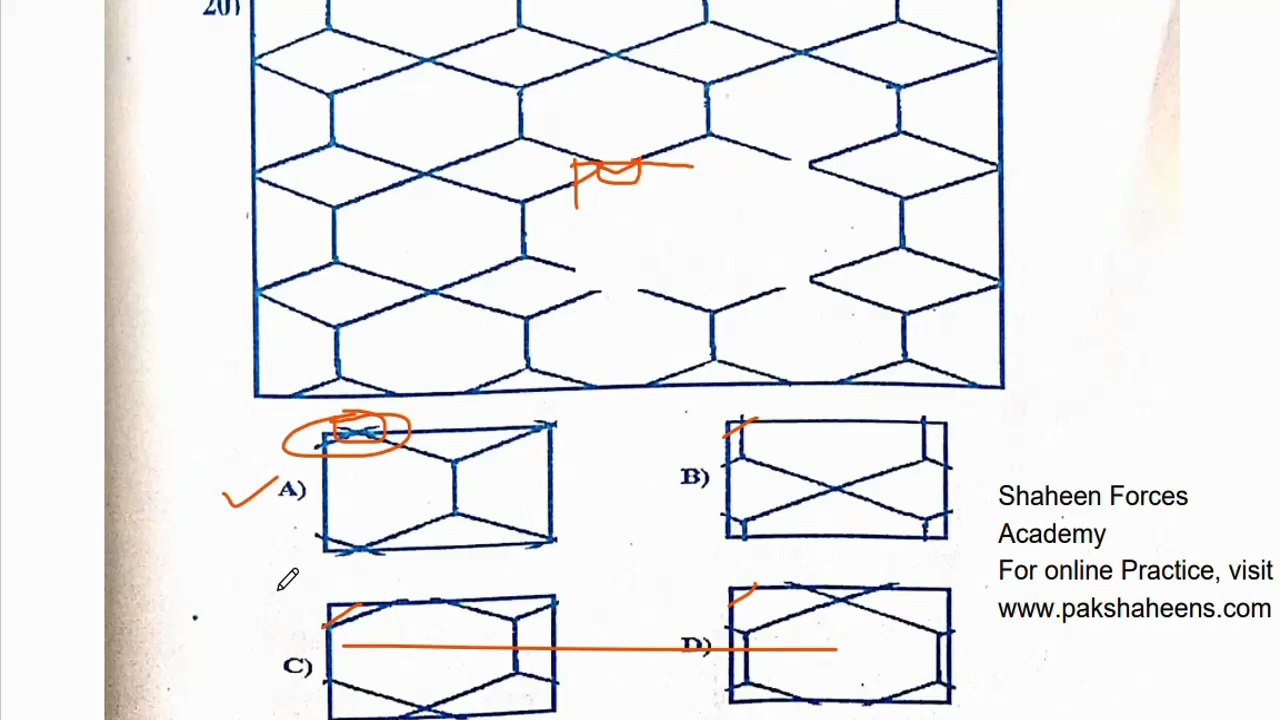 20)
A)
B)
C)
D)
Shaheen Forces
Academy
For online Practice, visit
www.pakshaheens.com